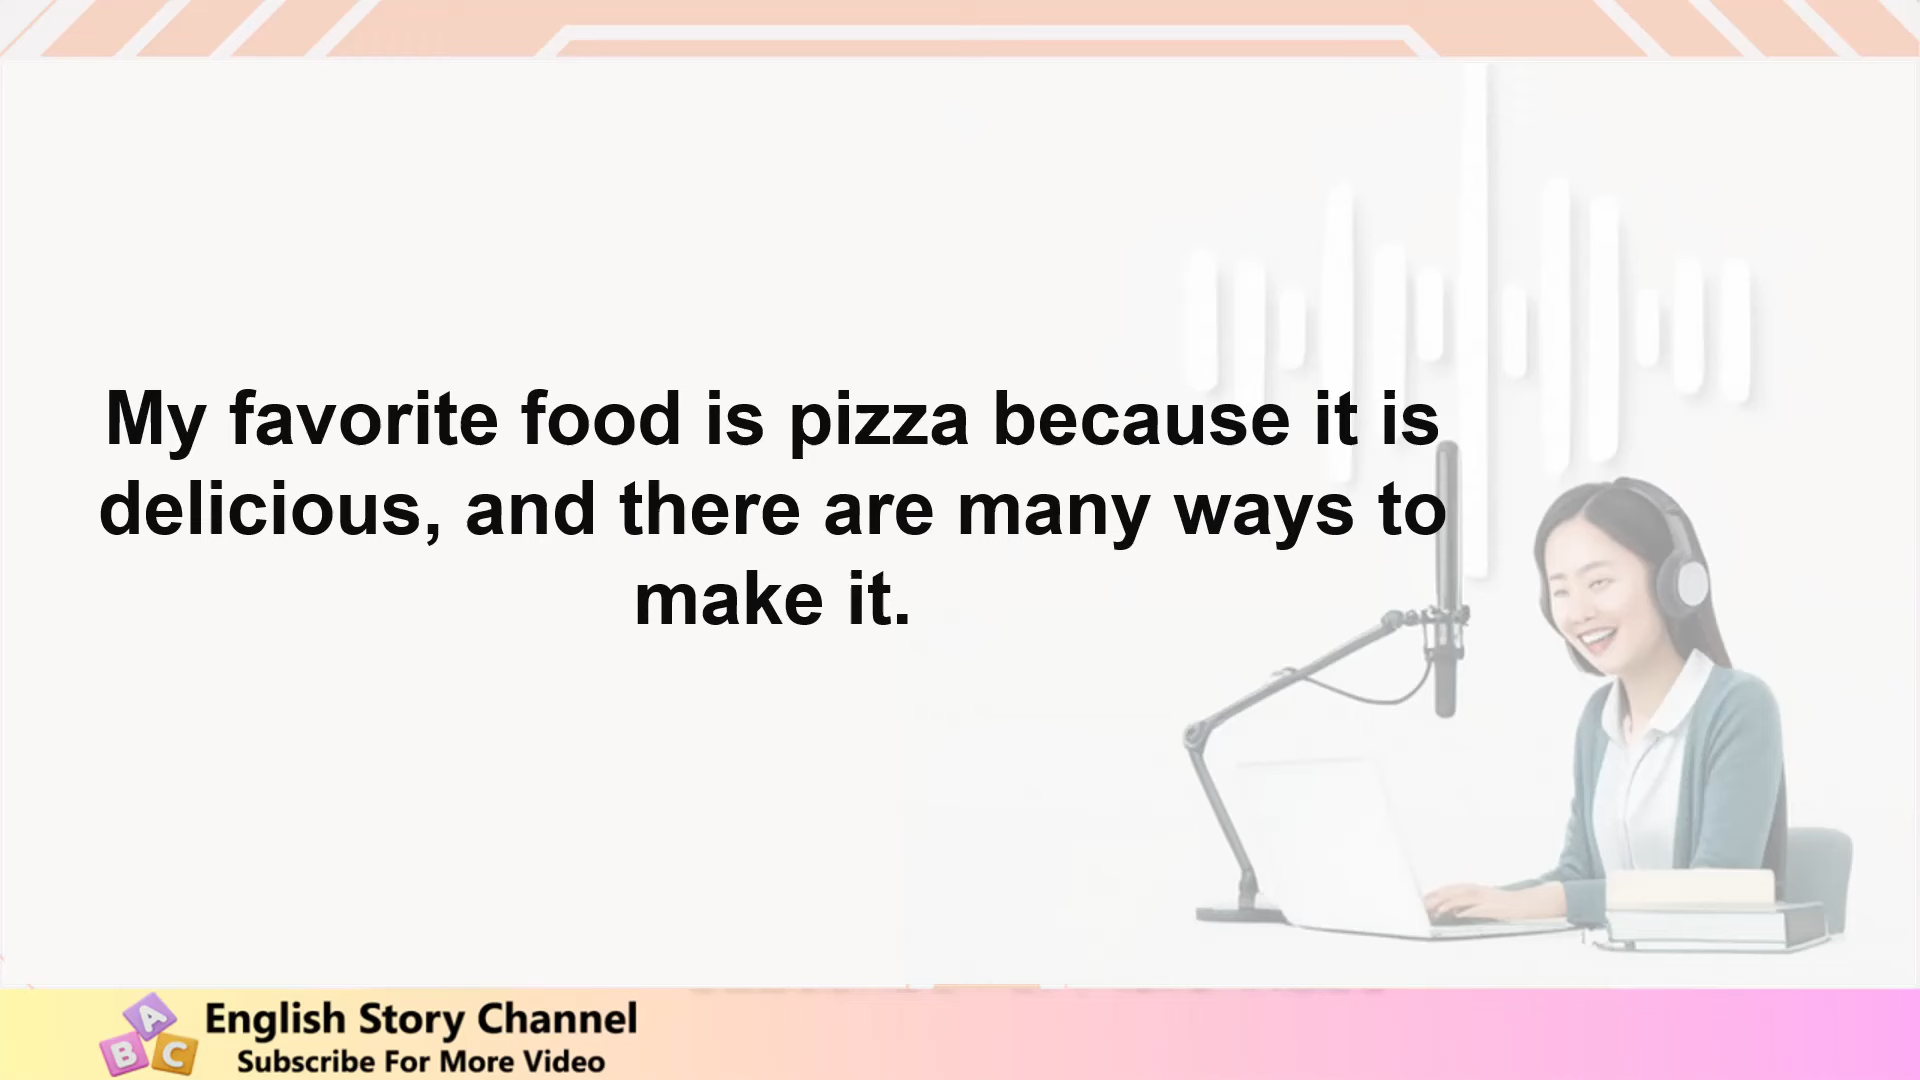 My favorite food is pizza because it is
delicious, and there are many ways to
make it.
A
B
C
English Story Channel
Subscribe For More Video